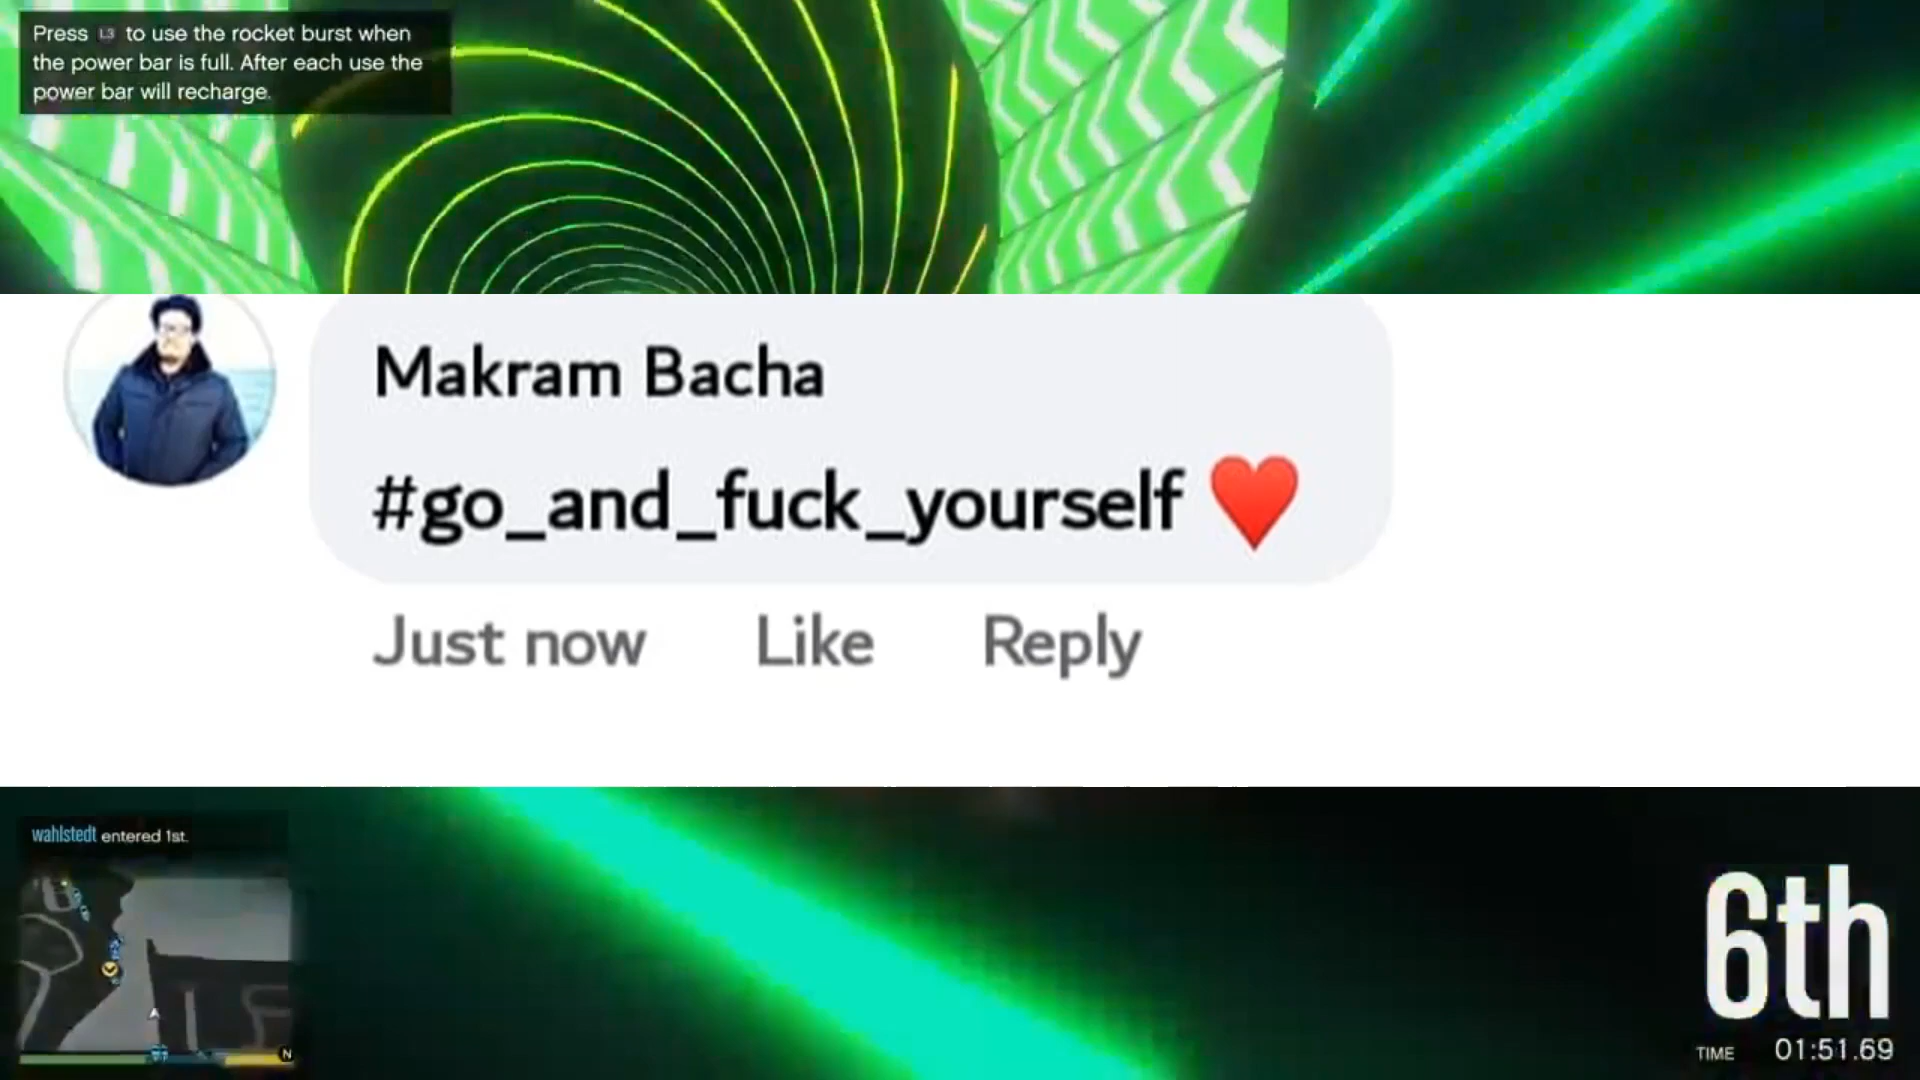 Press L3 to use the rocket burst when
the power bar is full. After each use the
power bar will recharge.
Makram Bacha
#go_and_fuck_yourself ♥️
Just now Like Reply
wahlstedt entered 1st.
N
6th
TIME 01:51.69